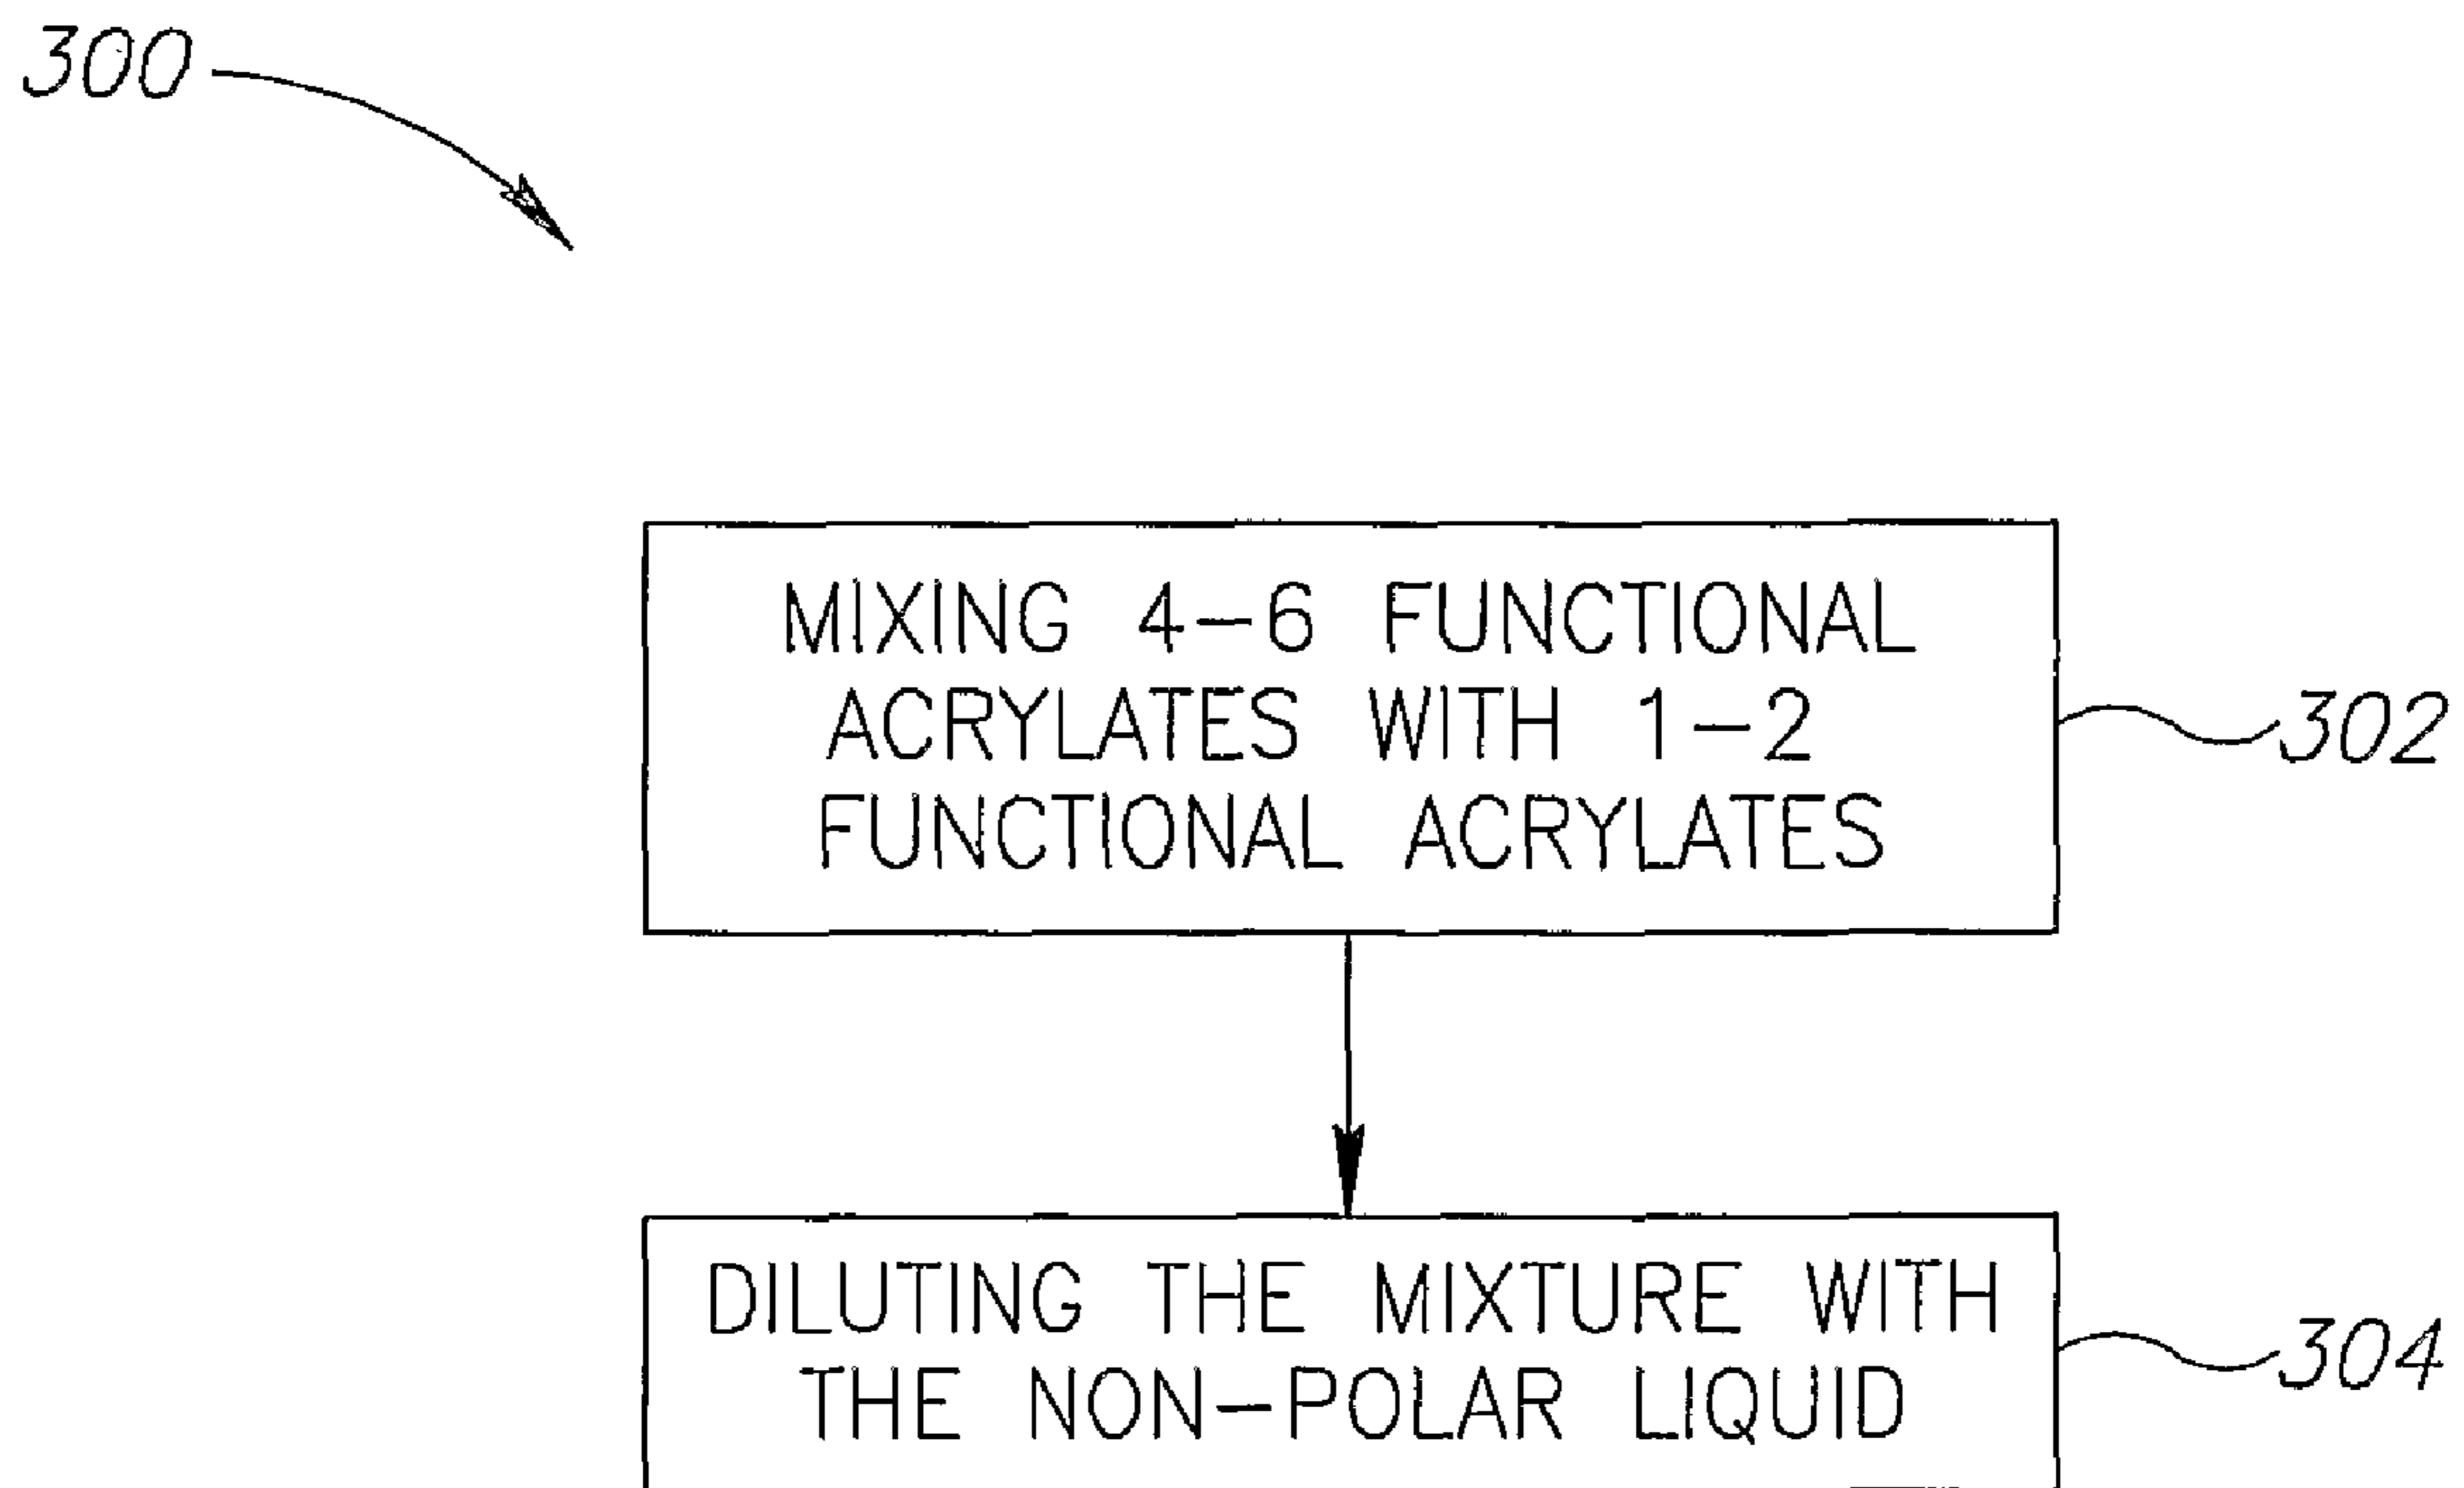 300
MIXING 4-6 FUNCTIONAL
ACRYLATES WITH 1-2
FUNCTIONAL ACRYLATES
302
DILUTING THE MIXTURE WITH
THE NON-POLAR LIQUID
304